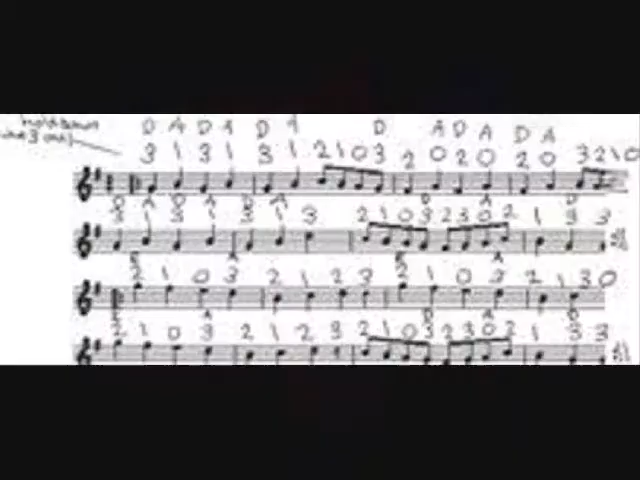 D A D A D A D A D A D A
3 1 3 1 3 1 2 1 0 3 2 0 2 0 2 0 3 2 1 0
D A D A D A D A D
3 1 3 1 3 1 3 2 1 0 3 2 3 0 2 1 3 3
E A E A
2 1 0 3 2 1 2 3 2 1 0 3 2 1 3 0
E A D A D
2 1 0 3 2 1 2 3 2 1 0 3 2 3 0 2 1 3 3